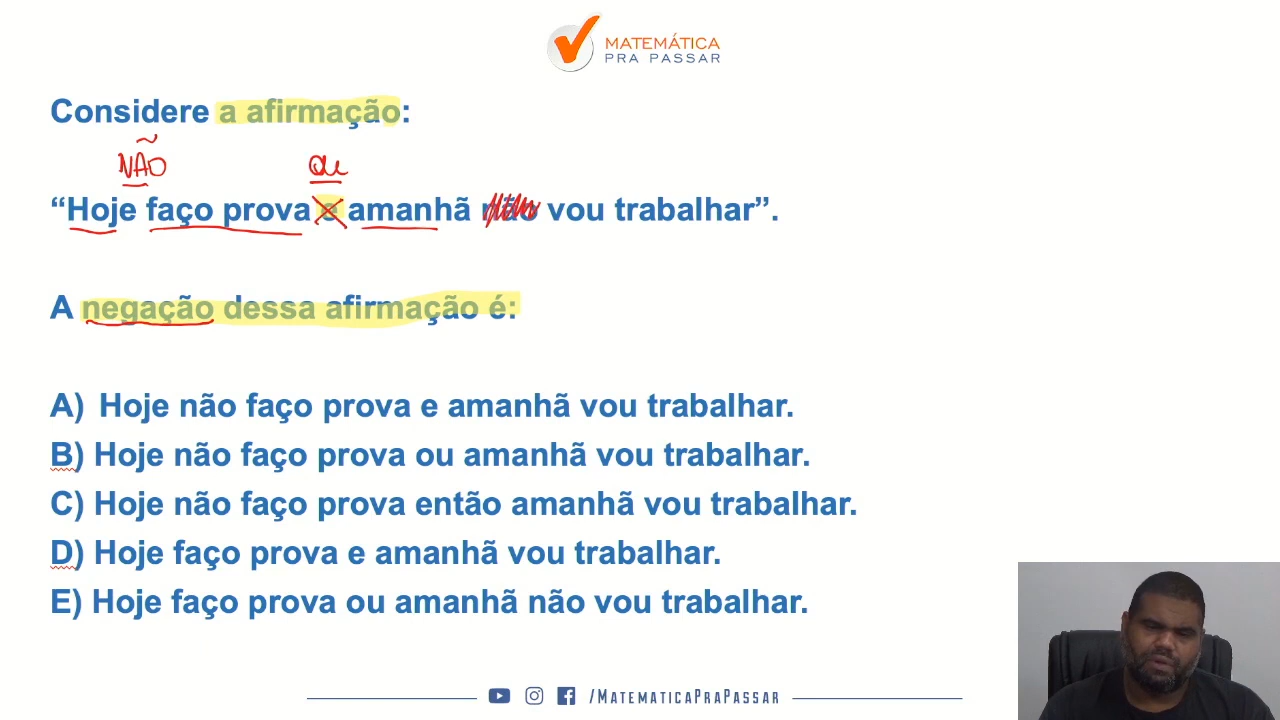 MATEMÁTICA
PRA PASSAR
Considere a afirmação:
NÃO ou
“Hoje faço prova e amanhã não vou trabalhar”.
A negação dessa afirmação é:
A) Hoje não faço prova e amanhã vou trabalhar.
B) Hoje não faço prova ou amanhã vou trabalhar.
C) Hoje não faço prova então amanhã vou trabalhar.
D) Hoje faço prova e amanhã vou trabalhar.
E) Hoje faço prova ou amanhã não vou trabalhar.
/MATEMATICAPRAPASSAR